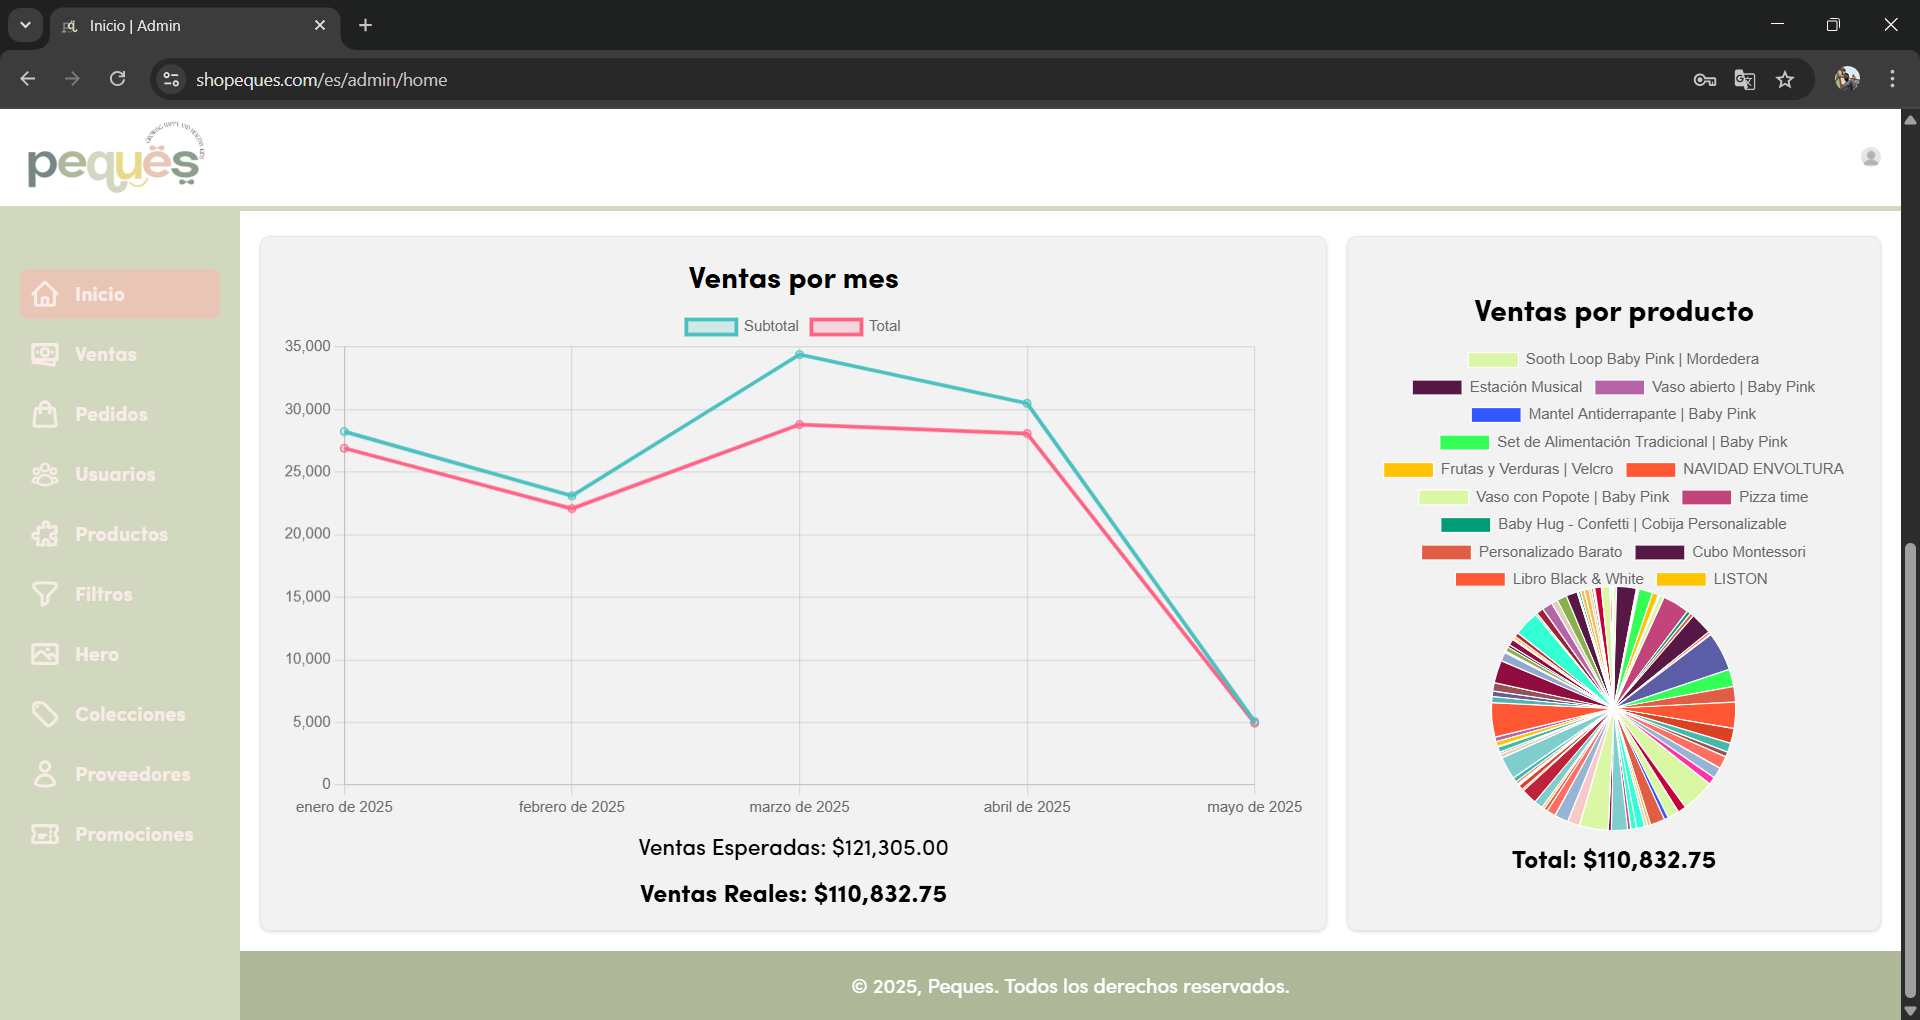 Inicio | Admin
shopeques.com/es/admin/home
GROWING HAPPY AND HEALTHY KIDS
peques
Inicio
Ventas
Pedidos
Usuarios
Productos
Filtros
Hero
Colecciones
Proveedores
Promociones
Ventas por mes
Subtotal Total
35,000
30,000
25,000
20,000
15,000
10,000
5,000
0
enero de 2025 febrero de 2025 marzo de 2025 abril de 2025 mayo de 2025
Ventas Esperadas: $121,305.00
Ventas Reales: $110,832.75
Ventas por producto
Sooth Loop Baby Pink | Mordedera
Estación Musical Vaso abierto | Baby Pink
Mantel Antiderrapante | Baby Pink
Set de Alimentación Tradicional | Baby Pink
Frutas y Verduras | Velcro NAVIDAD ENVOLTURA
Vaso con Popote | Baby Pink Pizza time
Baby Hug - Confetti | Cobija Personalizable
Personalizado Barato Cubo Montessori
Libro Black & White LISTON
Total: $110,832.75
© 2025, Peques. Todos los derechos reservados.